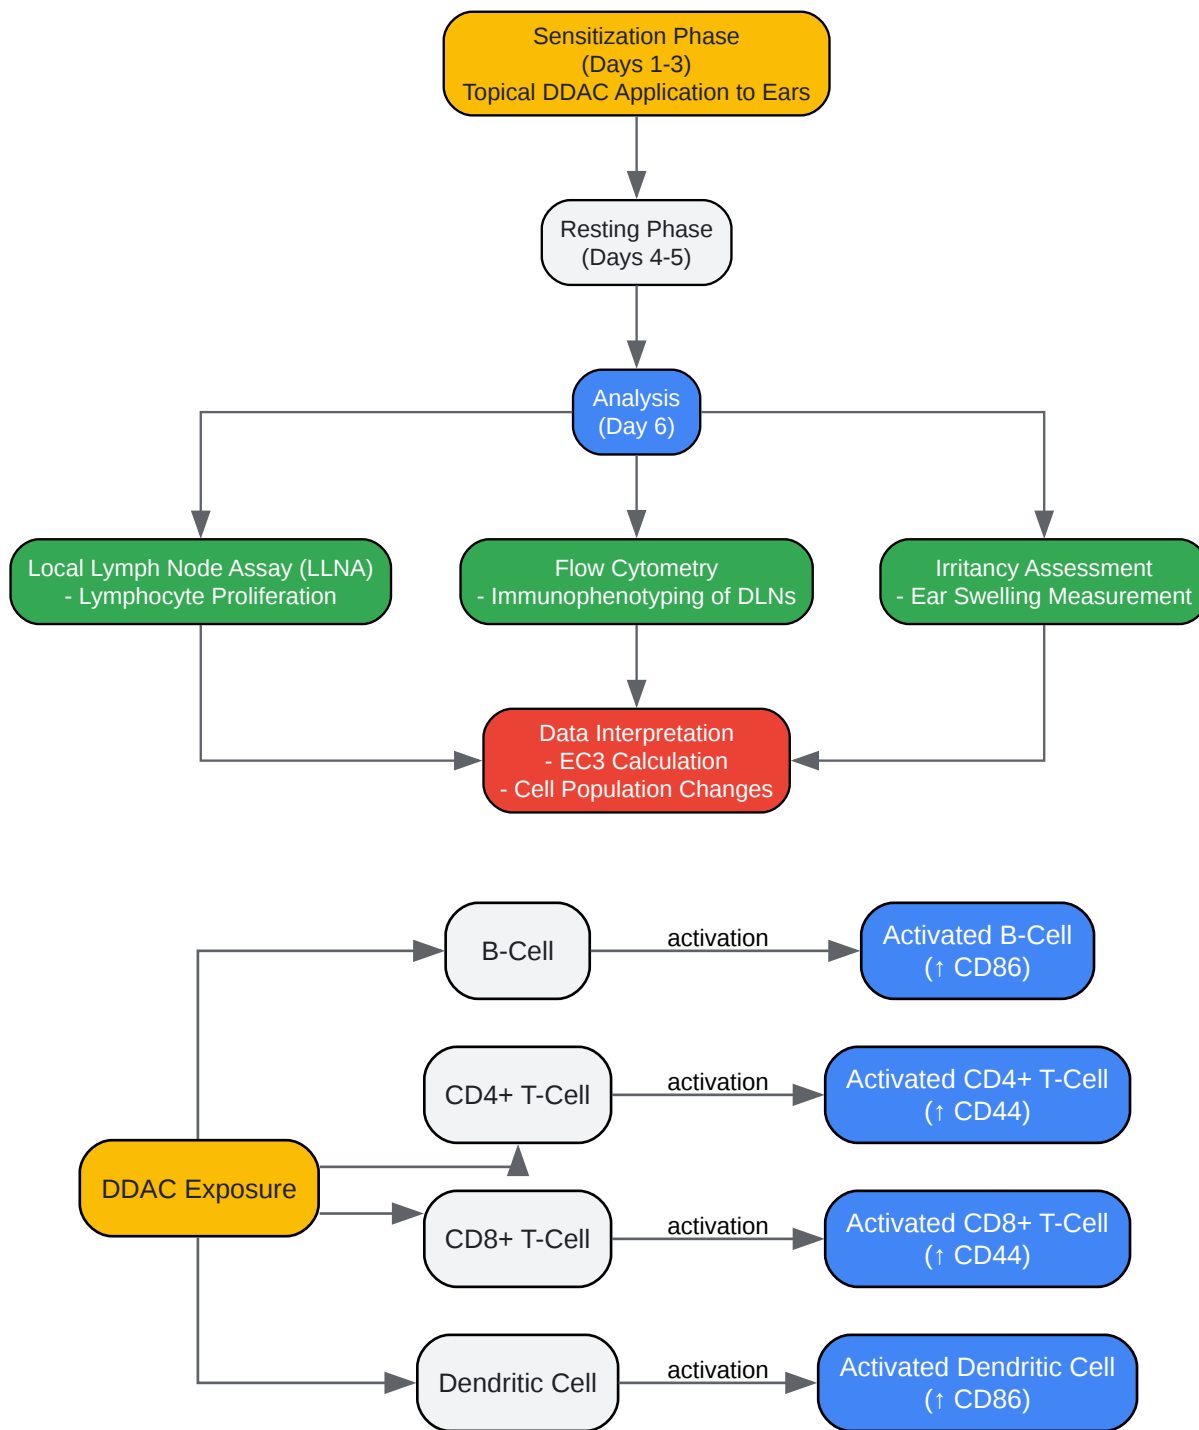 Sensitization Phase
(Days 1-3)
Topical DDAC Application to Ears
Resting Phase
(Days 4-5)
Analysis
(Day 6)
Local Lymph Node Assay (LLNA)
- Lymphocyte Proliferation
Flow Cytometry
- Immunophenotyping of DLNs
Irritancy Assessment
- Ear Swelling Measurement
Data Interpretation
- EC3 Calculation
- Cell Population Changes
B-Cell
activation
Activated B-Cell
(↑ CD86)
CD4+ T-Cell
activation
Activated CD4+ T-Cell
(↑ CD44)
DDAC Exposure
CD8+ T-Cell
activation
Activated CD8+ T-Cell
(↑ CD44)
Dendritic Cell
activation
Activated Dendritic Cell
(↑ CD86)